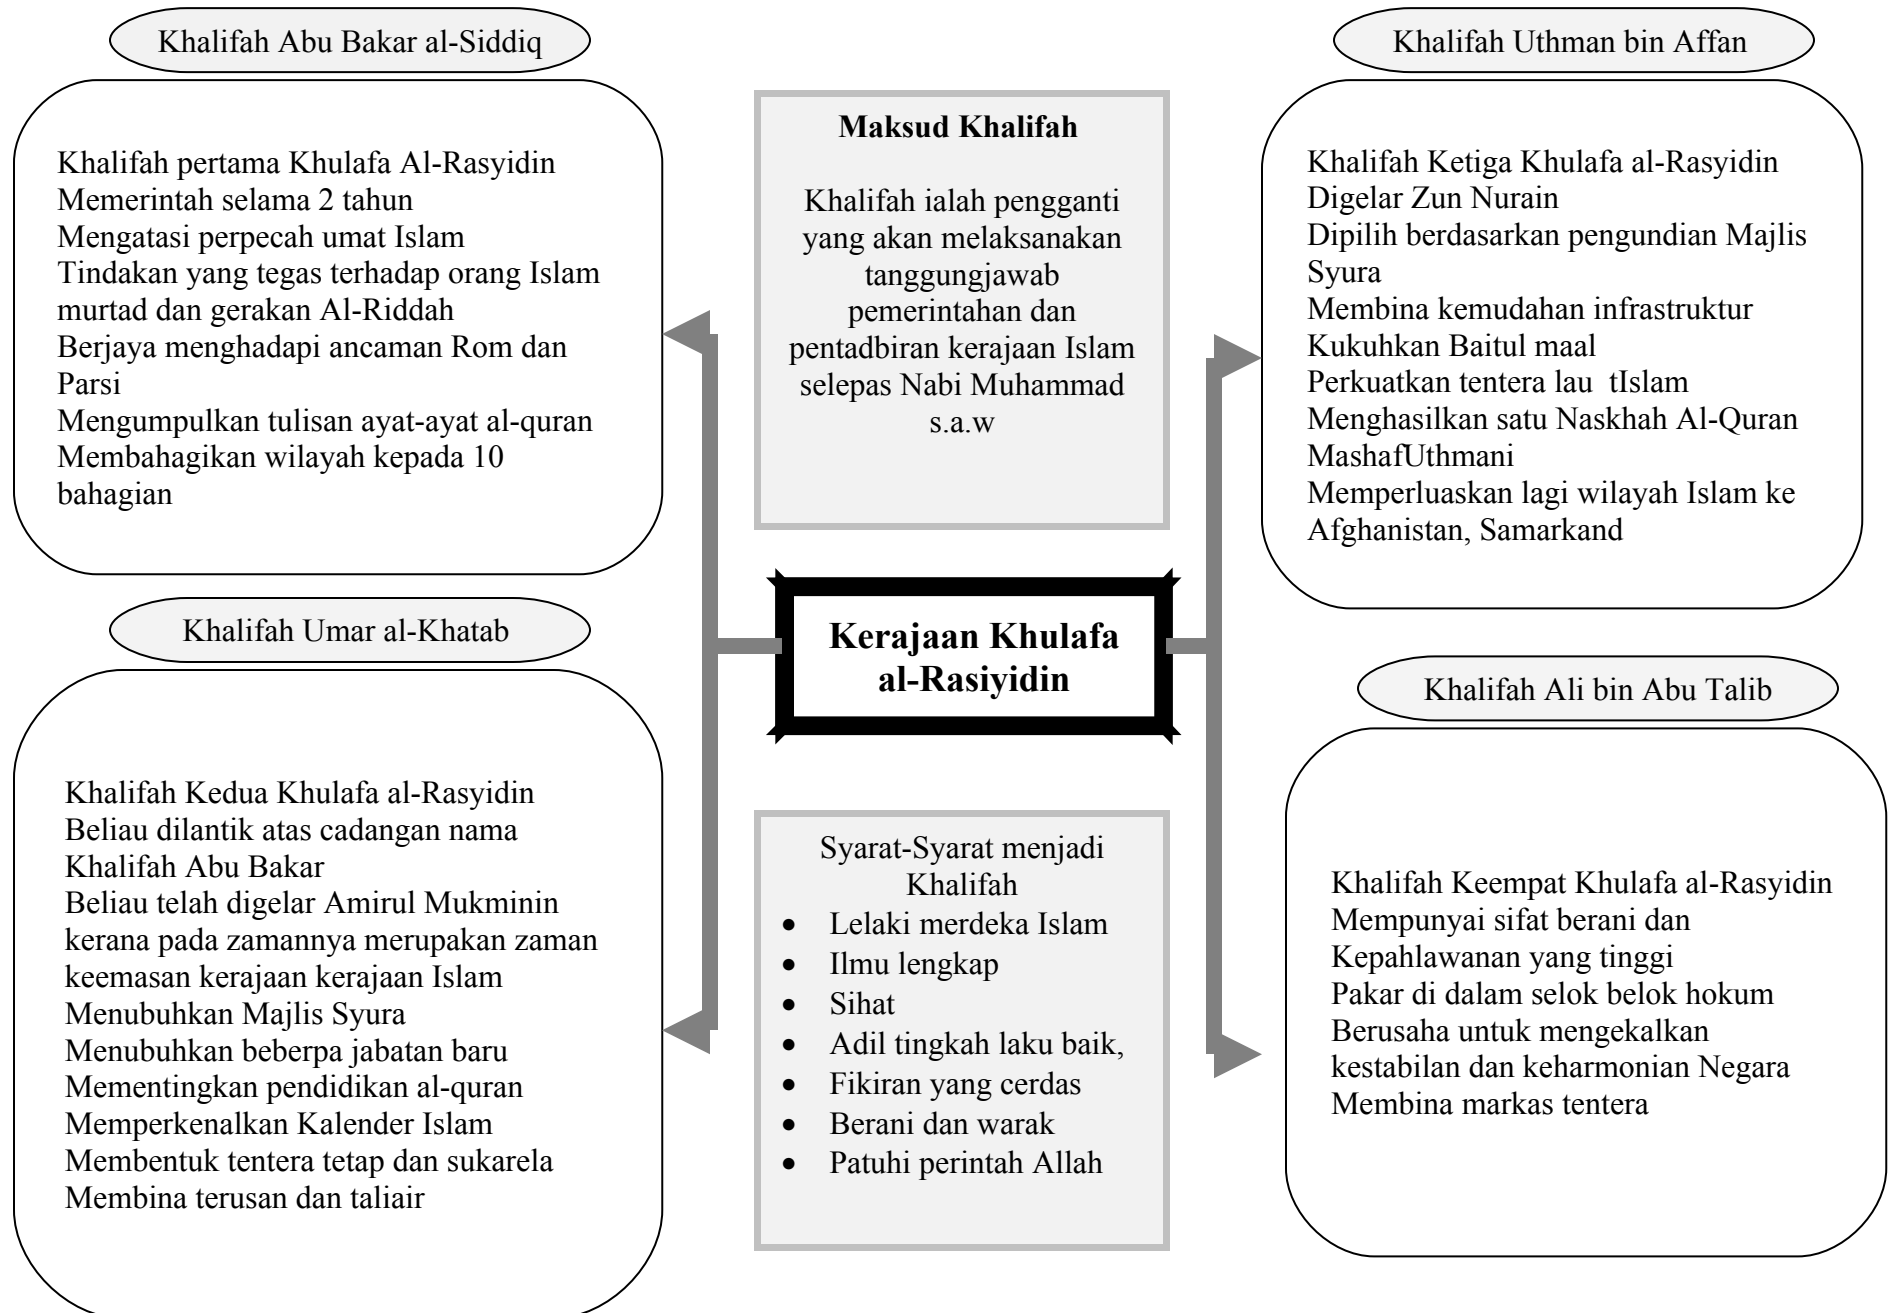 Khalifah Abu Bakar al-Siddiq
Khalifah pertama Khulafa Al-Rasyidin
Memerintah selama 2 tahun
Mengatasi perpecah umat Islam
Tindakan yang tegas terhadap orang Islam
murtad dan gerakan Al-Riddah
Berjaya menghadapi ancaman Rom dan
Parsi
Mengumpulkan tulisan ayat-ayat al-quran
Membahagikan wilayah kepada 10
bahagian
Khalifah Umar al-Khatab
Khalifah Kedua Khulafa al-Rasyidin
Beliau dilantik atas cadangan nama
Khalifah Abu Bakar
Beliau telah digelar Amirul Mukminin
kerana pada zamannya merupakan zaman
keemasan kerajaan kerajaan Islam
Menubuhkan Majlis Syura
Menubuhkan beberpa jabatan baru
Mementingkan pendidikan al-quran
Memperkenalkan Kalender Islam
Membentuk tentera tetap dan sukarela
Membina terusan dan taliair
Maksud Khalifah
Khalifah ialah pengganti
yang akan melaksanakan
tanggungjawab
pemerintahan dan
pentadbiran kerajaan Islam
selepas Nabi Muhammad
s.a.w
Kerajaan Khulafa
al-Rasiyidin
Syarat-Syarat menjadi
Khalifah
• Lelaki merdeka Islam
• Ilmu lengkap
• Sihat
• Adil tingkah laku baik,
• Fikiran yang cerdas
• Berani dan warak
• Patuhi perintah Allah
Khalifah Uthman bin Affan
Khalifah Ketiga Khulafa al-Rasyidin
Digelar Zun Nurain
Dipilih berdasarkan pengundian Majlis
Syura
Membina kemudahan infrastruktur
Kukuhkan Baitul maal
Perkuatkan tentera lau  tIslam
Menghasilkan satu Naskhah Al-Quran
MashafUthmani
Memperluaskan lagi wilayah Islam ke
Afghanistan, Samarkand
Khalifah Ali bin Abu Talib
Khalifah Keempat Khulafa al-Rasyidin
Mempunyai sifat berani dan
Kepahlawanan yang tinggi
Pakar di dalam selok belok hokum
Berusaha untuk mengekalkan
kestabilan dan keharmonian Negara
Membina markas tentera